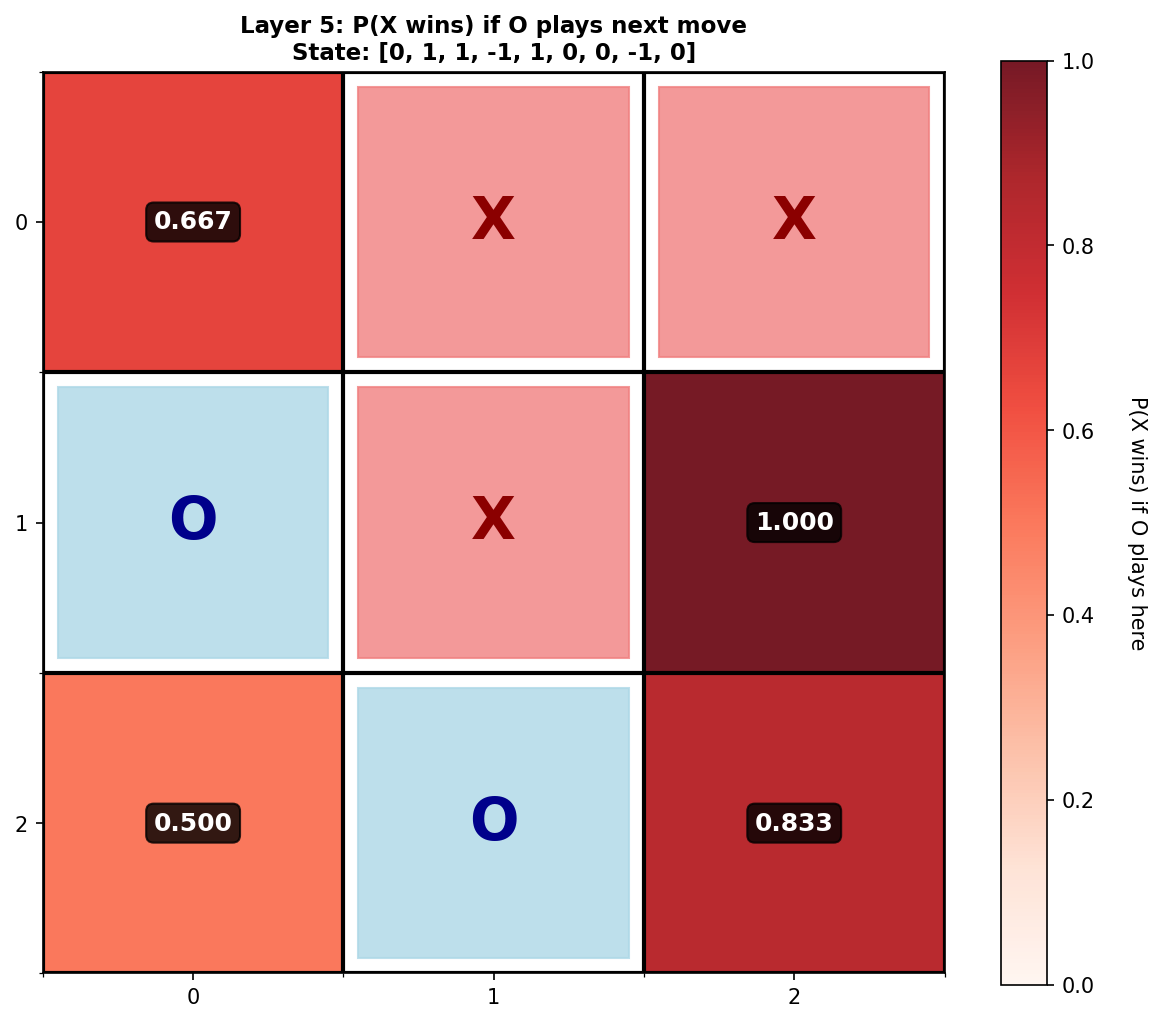 Layer 5: P(X wins) if O plays next move
State: [0, 1, 1, -1, 1, 0, 0, -1, 0]
0
0.667
X
X
1
O
X
1.000
2
0.500
O
0.833
0
1
2
1.0
0.8
0.6
0.4
0.2
0.0
P(X wins) if O plays here